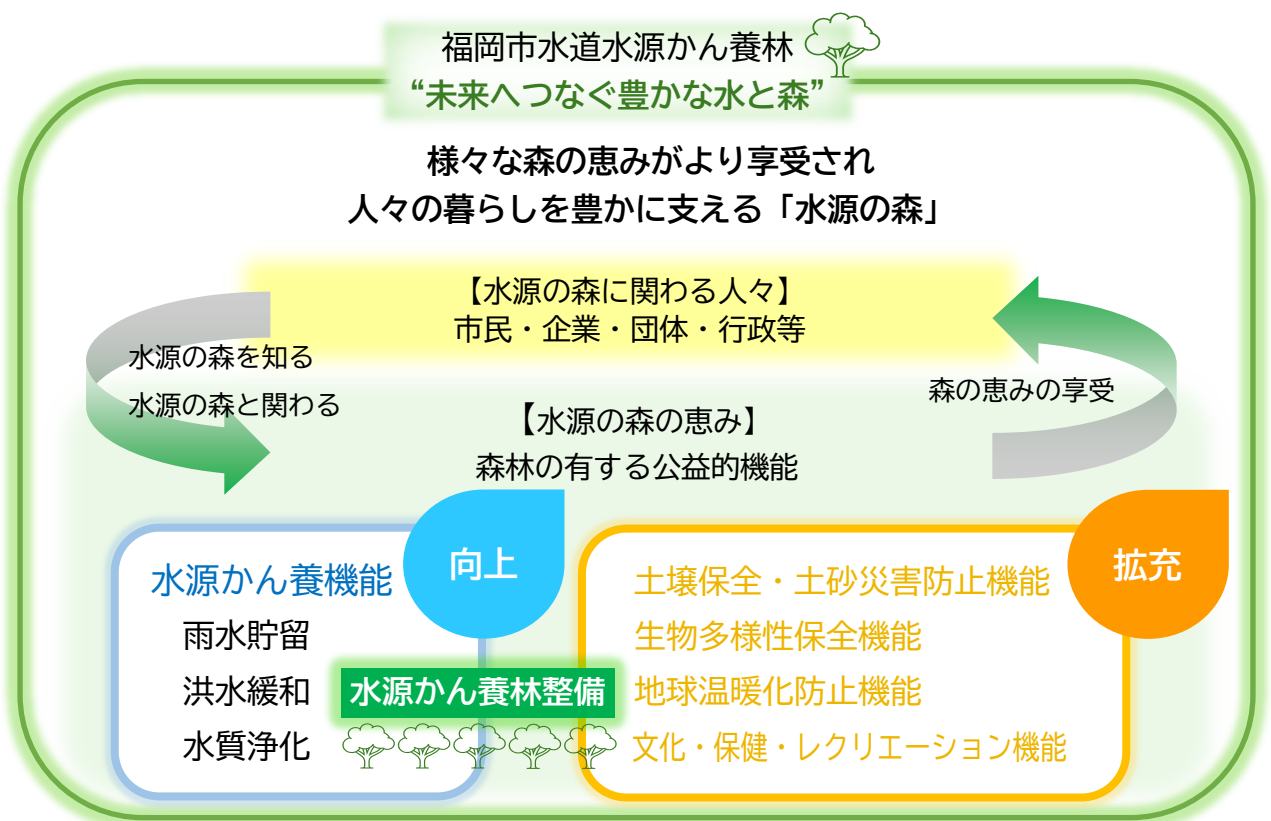 福岡市水道水源かん養林
“未来へつなぐ豊かな水と森”
様々な森の恵みがより享受され
人々の暮らしを豊かに支える「水源の森」
【水源の森に関わる人々】
市民・企業・団体・行政等
水源の森を知る
水源の森と関わる
森の恵みの享受
【水源の森の恵み】
森林の有する公益的機能
向上
水源かん養機能
雨水貯留
洪水緩和
水質浄化
水源かん養林整備
拡充
土壌保全・土砂災害防止機能
生物多様性保全機能
地球温暖化防止機能
文化・保健・レクリエーション機能